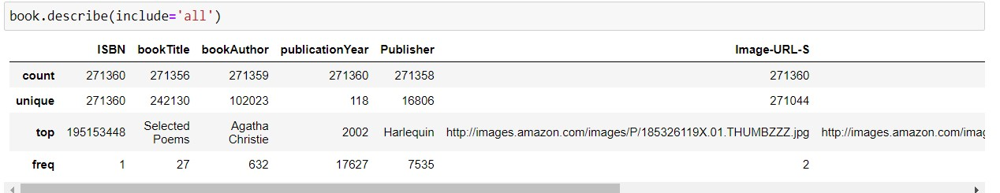 book.describe(include='all')
ISBN bookTitle bookAuthor publicationYear Publisher Image-URL-S
count 271360 271356 271359 271360 271358 271360
unique 271360 242130 102023 118 16806 271044
top 195153448 Selected Poems Agatha Christie 2002 Harlequin http://images.amazon.com/images/P/185326119X.01.THUMBZZZ.jpg http://images.amazon.com/imag
freq 1 27 632 17627 7535 2